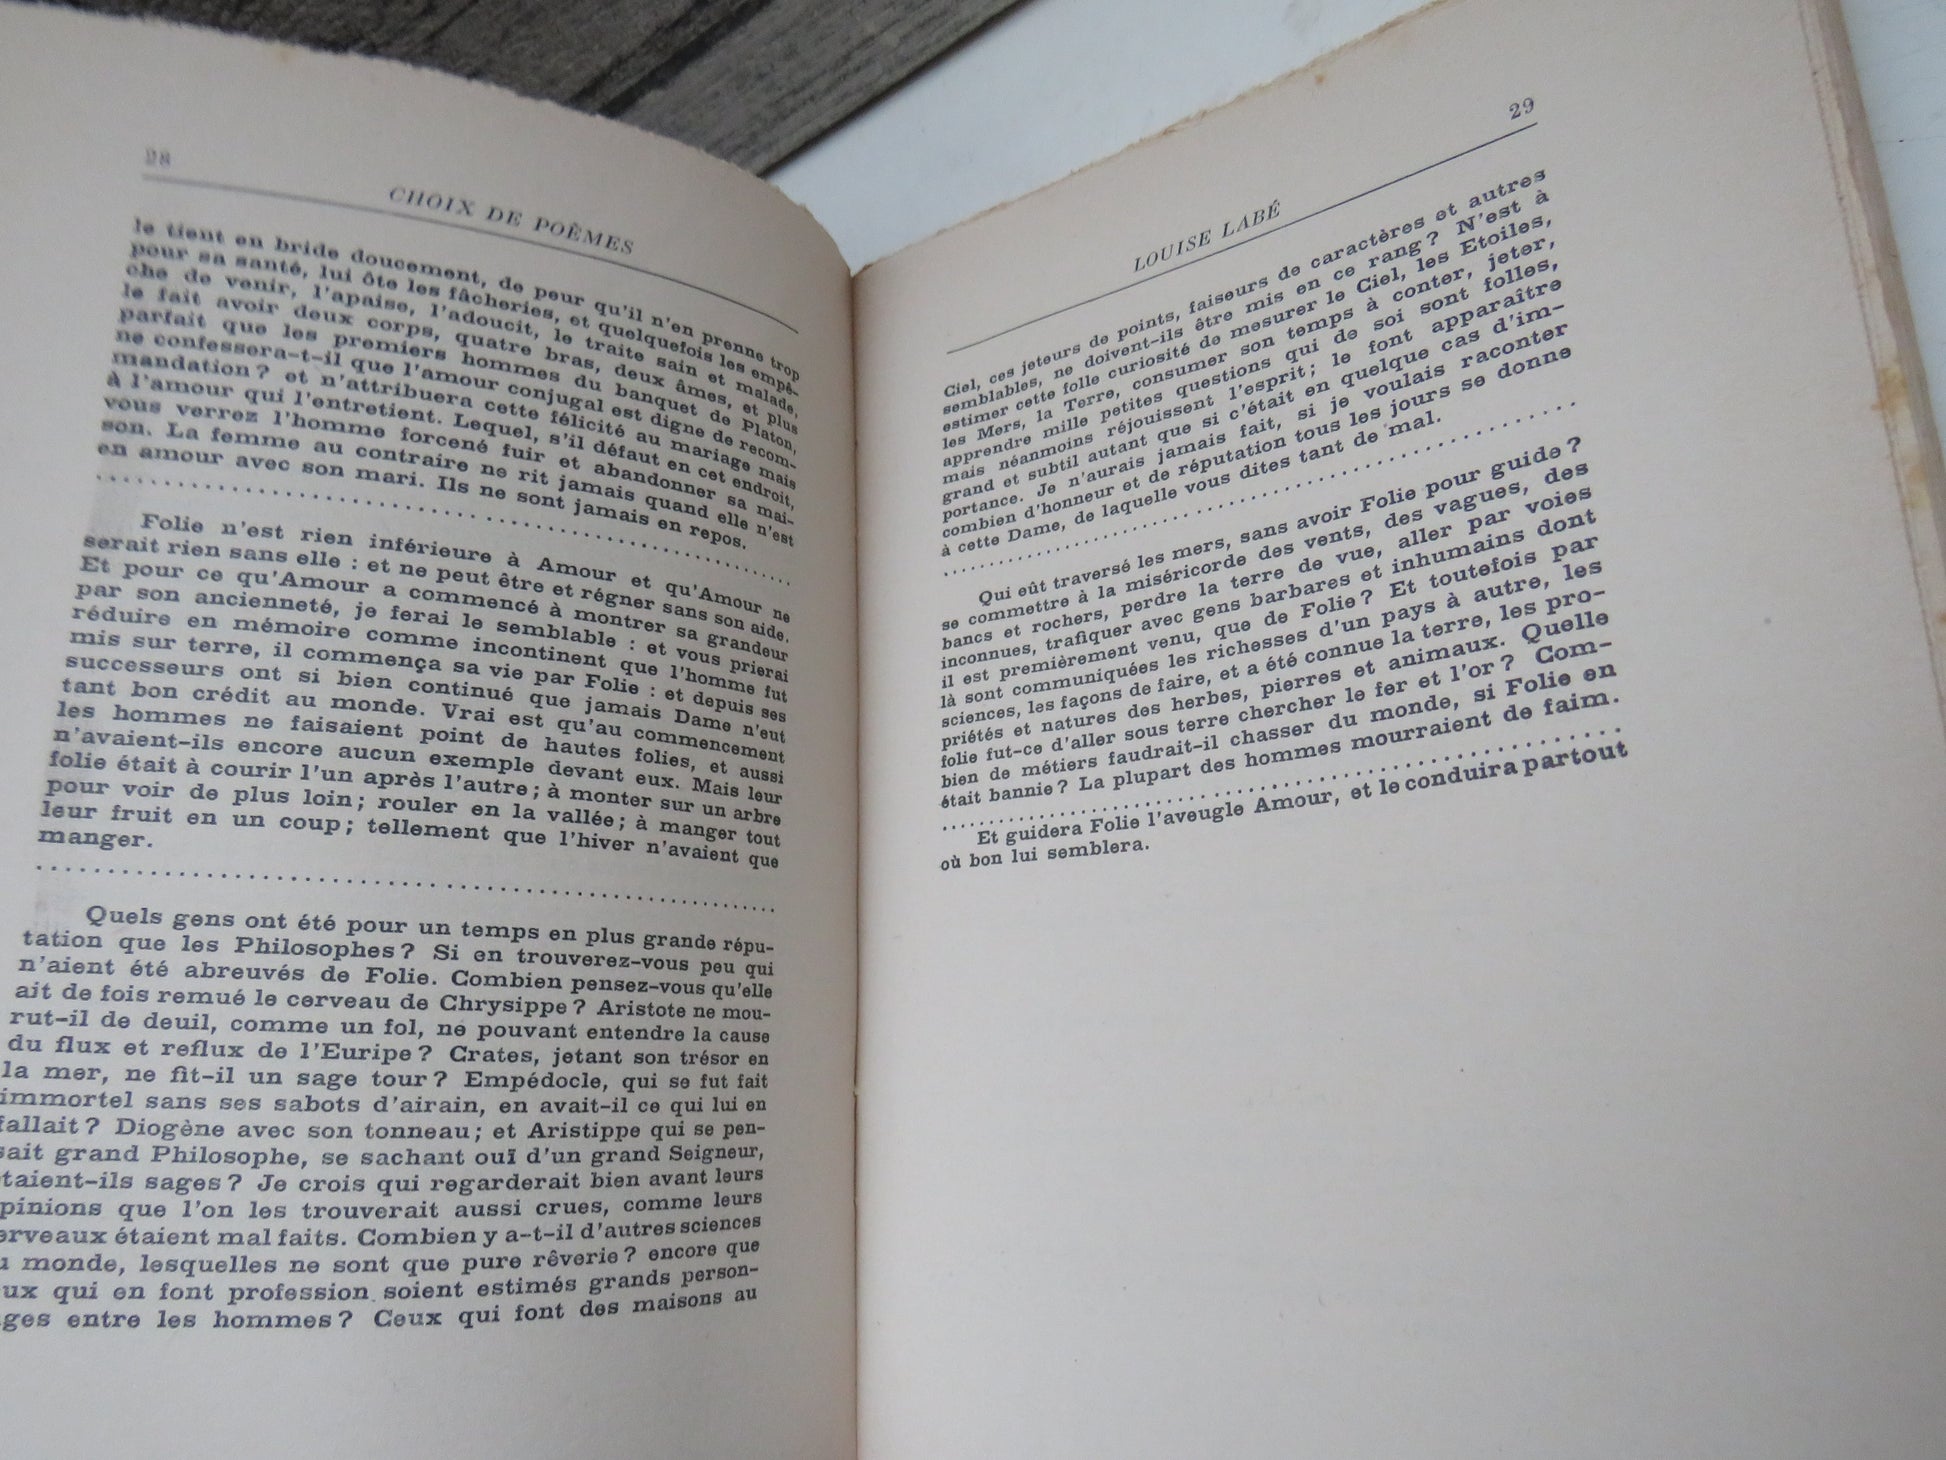 28
CHOIX DE POÊMES
le tient en bride doucement, de peur qu'il n'en prenne trop
pour sa santé, lui ôte les fâcheries, et quelquefois les empê-
che de venir, l'apaise, l'adoucit, le traite sain et malade,
le fait avoir deux corps, quatre bras, deux âmes, et plus
parfait que les premiers hommes du banquet de Platon,
ne confessera-t-il que l'amour conjugal est digne de recom-
mandation ? et n'attribuera cette félicité au mariage mais
à l'amour qui l'entretient. Lequel, s'il défaut en cet endroit,
vous verrez l'homme forcené fuir et abandonner sa mai-
son. La femme au contraire ne rit jamais quand elle n'est
en amour avec son mari. Ils ne sont jamais en repos.
Folie n'est rien inférieure à Amour et qu'Amour ne
serait rien sans elle : et ne peut être et régner sans son aide.
Et pour ce qu'Amour a commencé à montrer sa grandeur
par son ancienneté, je ferai le semblable : et vous prierai
réduire en mémoire comme incontinent que l'homme fut
mis sur terre, il commença sa vie par Folie : et depuis ses
successeurs ont si bien continué que jamais Dame n'eut
tant bon crédit au monde. Vrai est qu'au commencement
les hommes ne faisaient point de hautes folies, et aussi
n'avaient-ils encore aucun exemple devant eux. Mais leur
folie était à courir l'un après l'autre ; à monter sur un arbre
pour voir de plus loin ; rouler en la vallée ; à manger tout
leur fruit en un coup ; tellement que l'hiver n'avaient que
manger.
Quels gens ont été pour un temps en plus grande répu-
tation que les Philosophes ? Si en trouverez-vous peu qui
n'aient été abreuvés de Folie. Combien pensez-vous qu'elle
ait de fois remué le cerveau de Chrysippe ? Aristote ne mou-
rut-il de deuil, comme un fol, ne pouvant entendre la cause
du flux et reflux de l'Euripe ? Crates, jetant son trésor en
la mer, ne fit-il un sage tour ? Empédocle, qui se fut fait
immortel sans ses sabots d'airain, en avait-il ce qui lui en
fallait ? Diogène avec son tonneau ; et Aristippe qui se pen-
sait grand Philosophe, se sachant ouï d'un grand Seigneur,
taient-ils sages ? Je crois qui regarderait bien avant leurs
pinions que l'on les trouverait aussi crues, comme leurs
erveaux étaient mal faits. Combien y a-t-il d'autres sciences
u monde, lesquelles ne sont que pure rêverie ? encore que
ux qui en font profession soient estimés grands person-
ges entre les hommes ? Ceux qui font des maisons au
29
LOUISE LABÉ
Ciel, ces jeteurs de points, faiseurs de caractères et autres
semblables, ne doivent-ils être mis en ce rang ? N'est à
estimer cette folle curiosité de mesurer le Ciel, les Etoiles,
les Mers, la Terre, consumer son temps à conter, jeter,
apprendre mille petites questions qui de soi sont folles,
mais néanmoins réjouissent l'esprit ; le font apparaître
grand et subtil autant que si c'était en quelque cas d'im-
portance. Je n'aurais jamais fait, si je voulais raconter
combien d'honneur et de réputation tous les jours se donne
à cette Dame, de laquelle vous dites tant de mal.
Qui eût traversé les mers, sans avoir Folie pour guide ?
se commettre à la miséricorde des vents, des vagues, des
bancs et rochers, perdre la terre de vue, aller par voies
inconnues, trafiquer avec gens barbares et inhumains dont
il est premièrement venu, que de Folie ? Et toutefois par
là sont communiquées les richesses d'un pays à autre, les
sciences, les façons de faire, et a été connue la terre, les pro-
priétés et natures des herbes, pierres et animaux. Quelle
folie fut-ce d'aller sous terre chercher le fer et l'or ? Com-
bien de métiers faudrait-il chasser du monde, si Folie en
était bannie ? La plupart des hommes mourraient de faim.
Et guidera Folie l'aveugle Amour, et le conduira partout
où bon lui semblera.